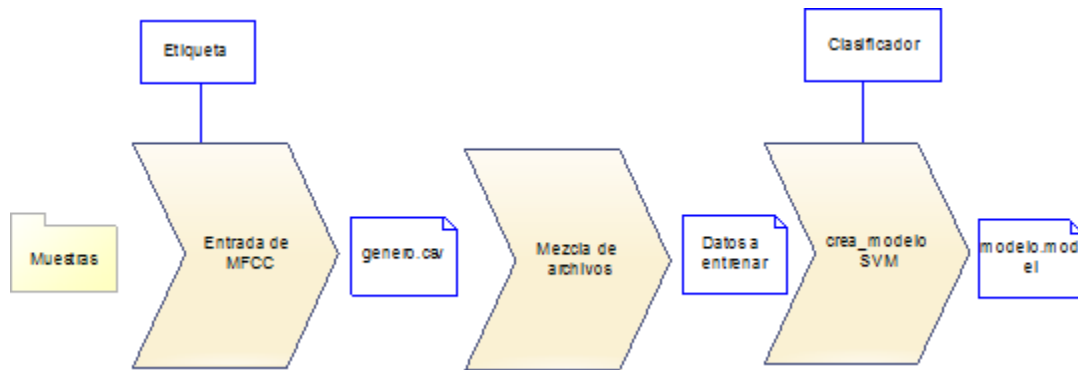 Etiqueta
Clasificador
Muestras
Entrada de
MFCC
genero.csv
Mezcla de
archivos
Datos a
entrenar
crea_modelo
SVM
modelo.mod
el